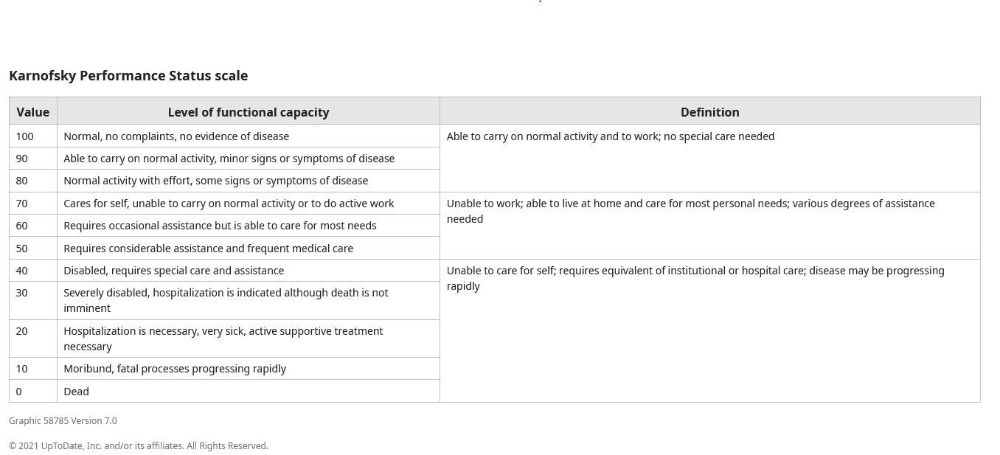 Karnofsky Performance Status scale
Value Level of functional capacity Definition
100 Normal, no complaints, no evidence of disease Able to carry on normal activity and to work; no special care needed
90 Able to carry on normal activity, minor signs or symptoms of disease
80 Normal activity with effort, some signs or symptoms of disease
70 Cares for self, unable to carry on normal activity or to do active work Unable to work; able to live at home and care for most personal needs; various degrees of assistance
needed
60 Requires occasional assistance but is able to care for most needs
50 Requires considerable assistance and frequent medical care
40 Disabled, requires special care and assistance Unable to care for self; requires equivalent of institutional or hospital care; disease may be progressing
rapidly
30 Severely disabled, hospitalization is indicated although death is not
imminent
20 Hospitalization is necessary, very sick, active supportive treatment
necessary
10 Moribund, fatal processes progressing rapidly
0 Dead
Graphic 58785 Version 7.0
© 2021 UpToDate, Inc. and/or its affiliates. All Rights Reserved.